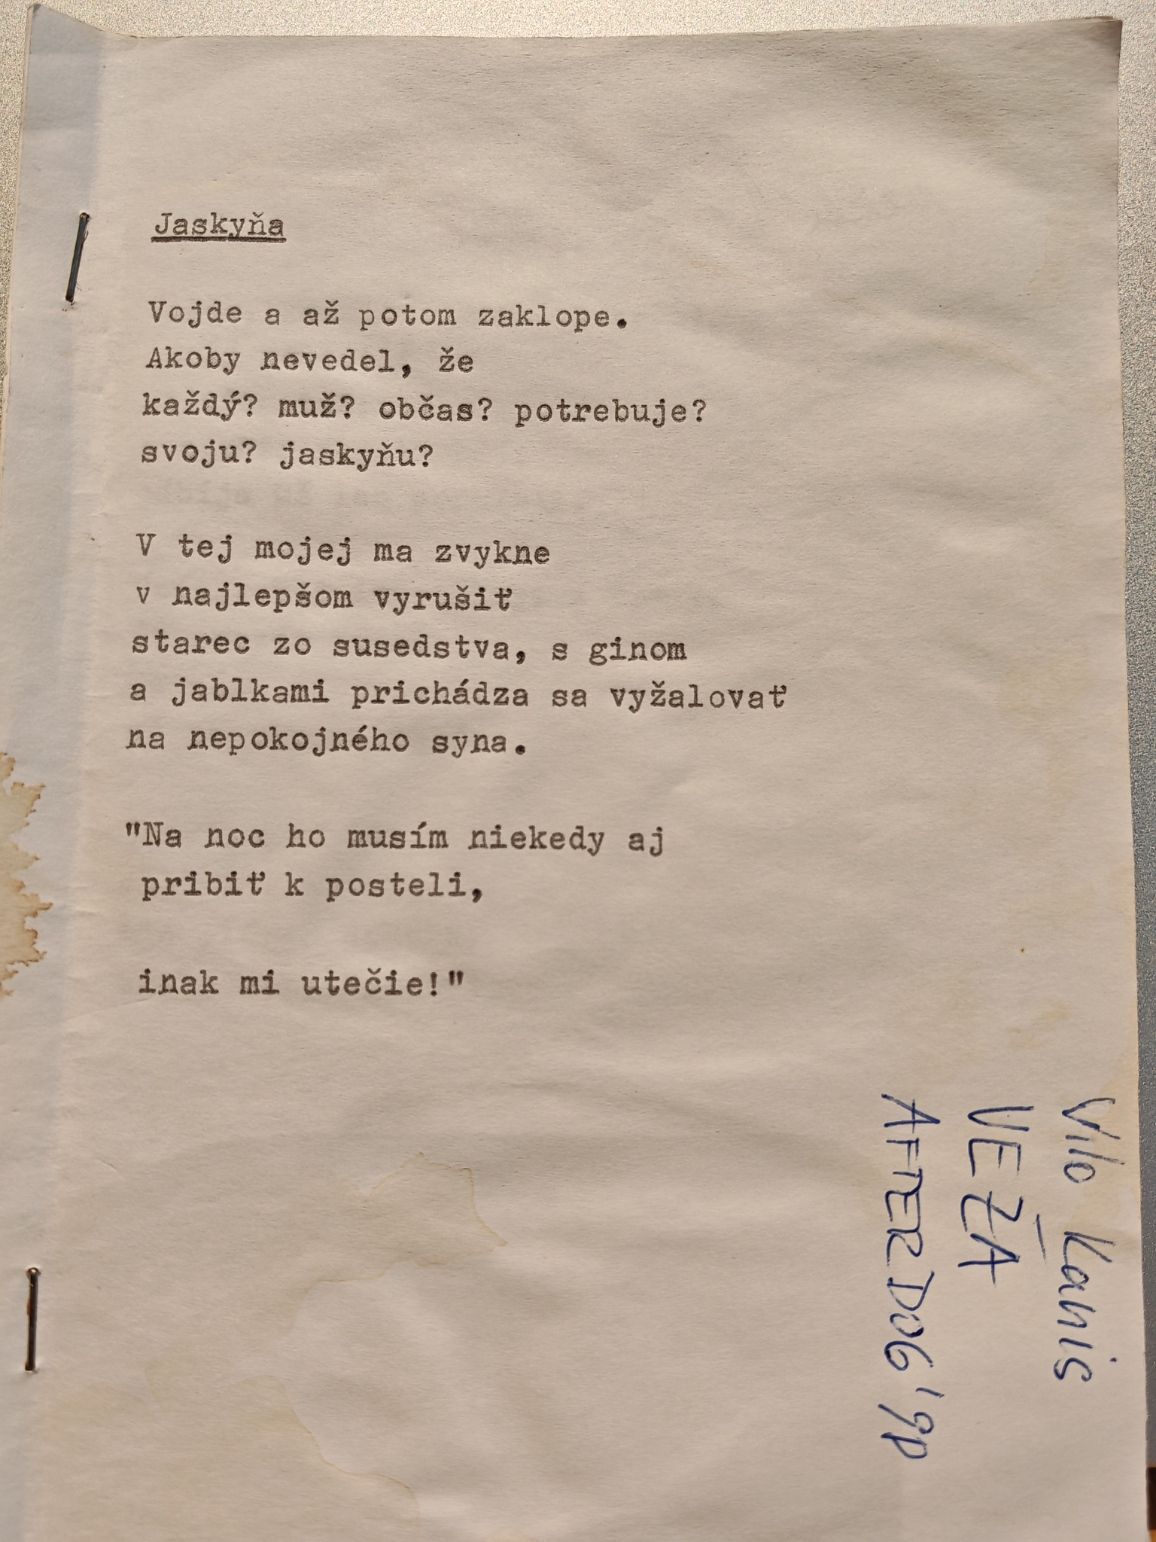 Jaskyňa
Vojde a až potom zaklope.
Akoby nevedel, že
každý? muž? občas? potrebuje?
svoju? jaskyňu?
V tej mojej ma zvykne
v najlepšom vyrušiť
starec zo susedstva, s ginom
a jablkami prichádza sa vyžalovať
na nepokojného syna.
"Na noc ho musím niekedy aj
pribiť k posteli,
inak mi utečie!"
Vilo Kanis
VEŽA
AFTER DOG '90